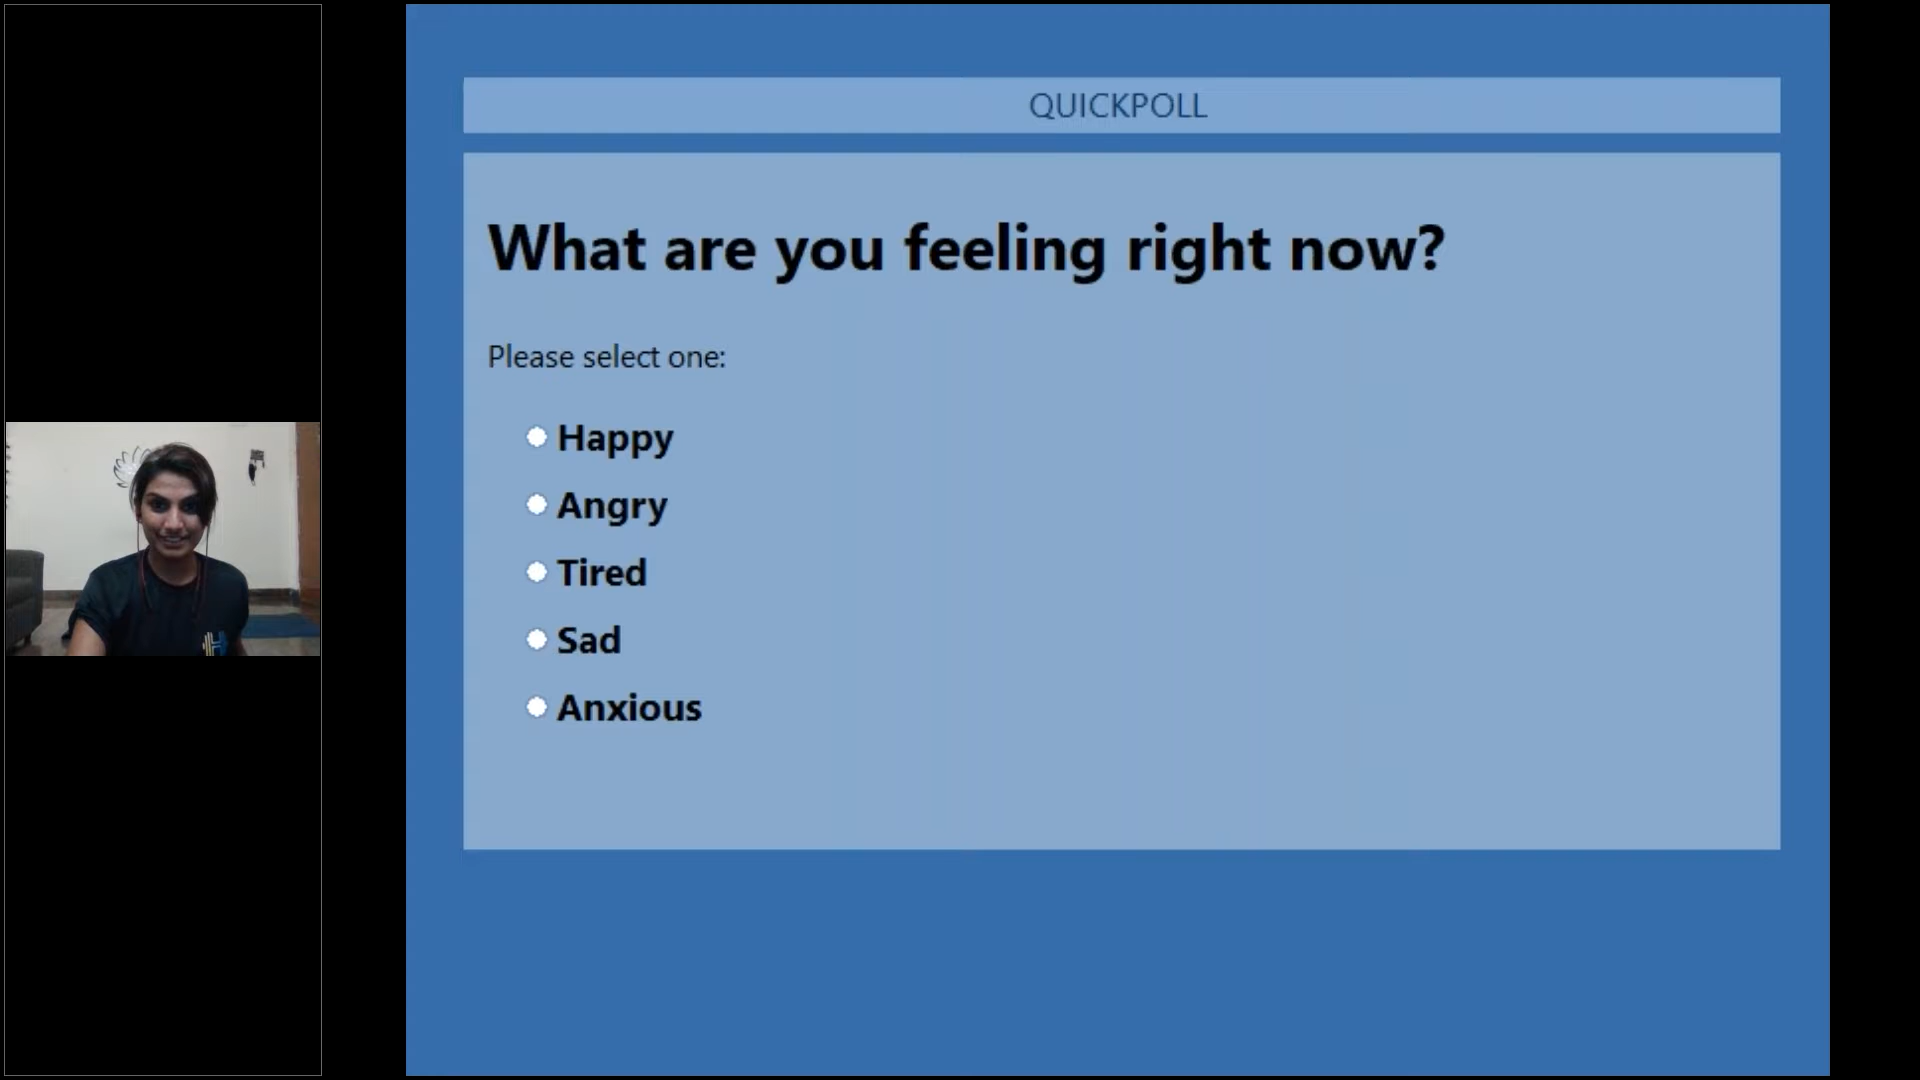 QUICKPOLL
What are you feeling right now?
Please select one:
Happy
Angry
Tired
Sad
Anxious